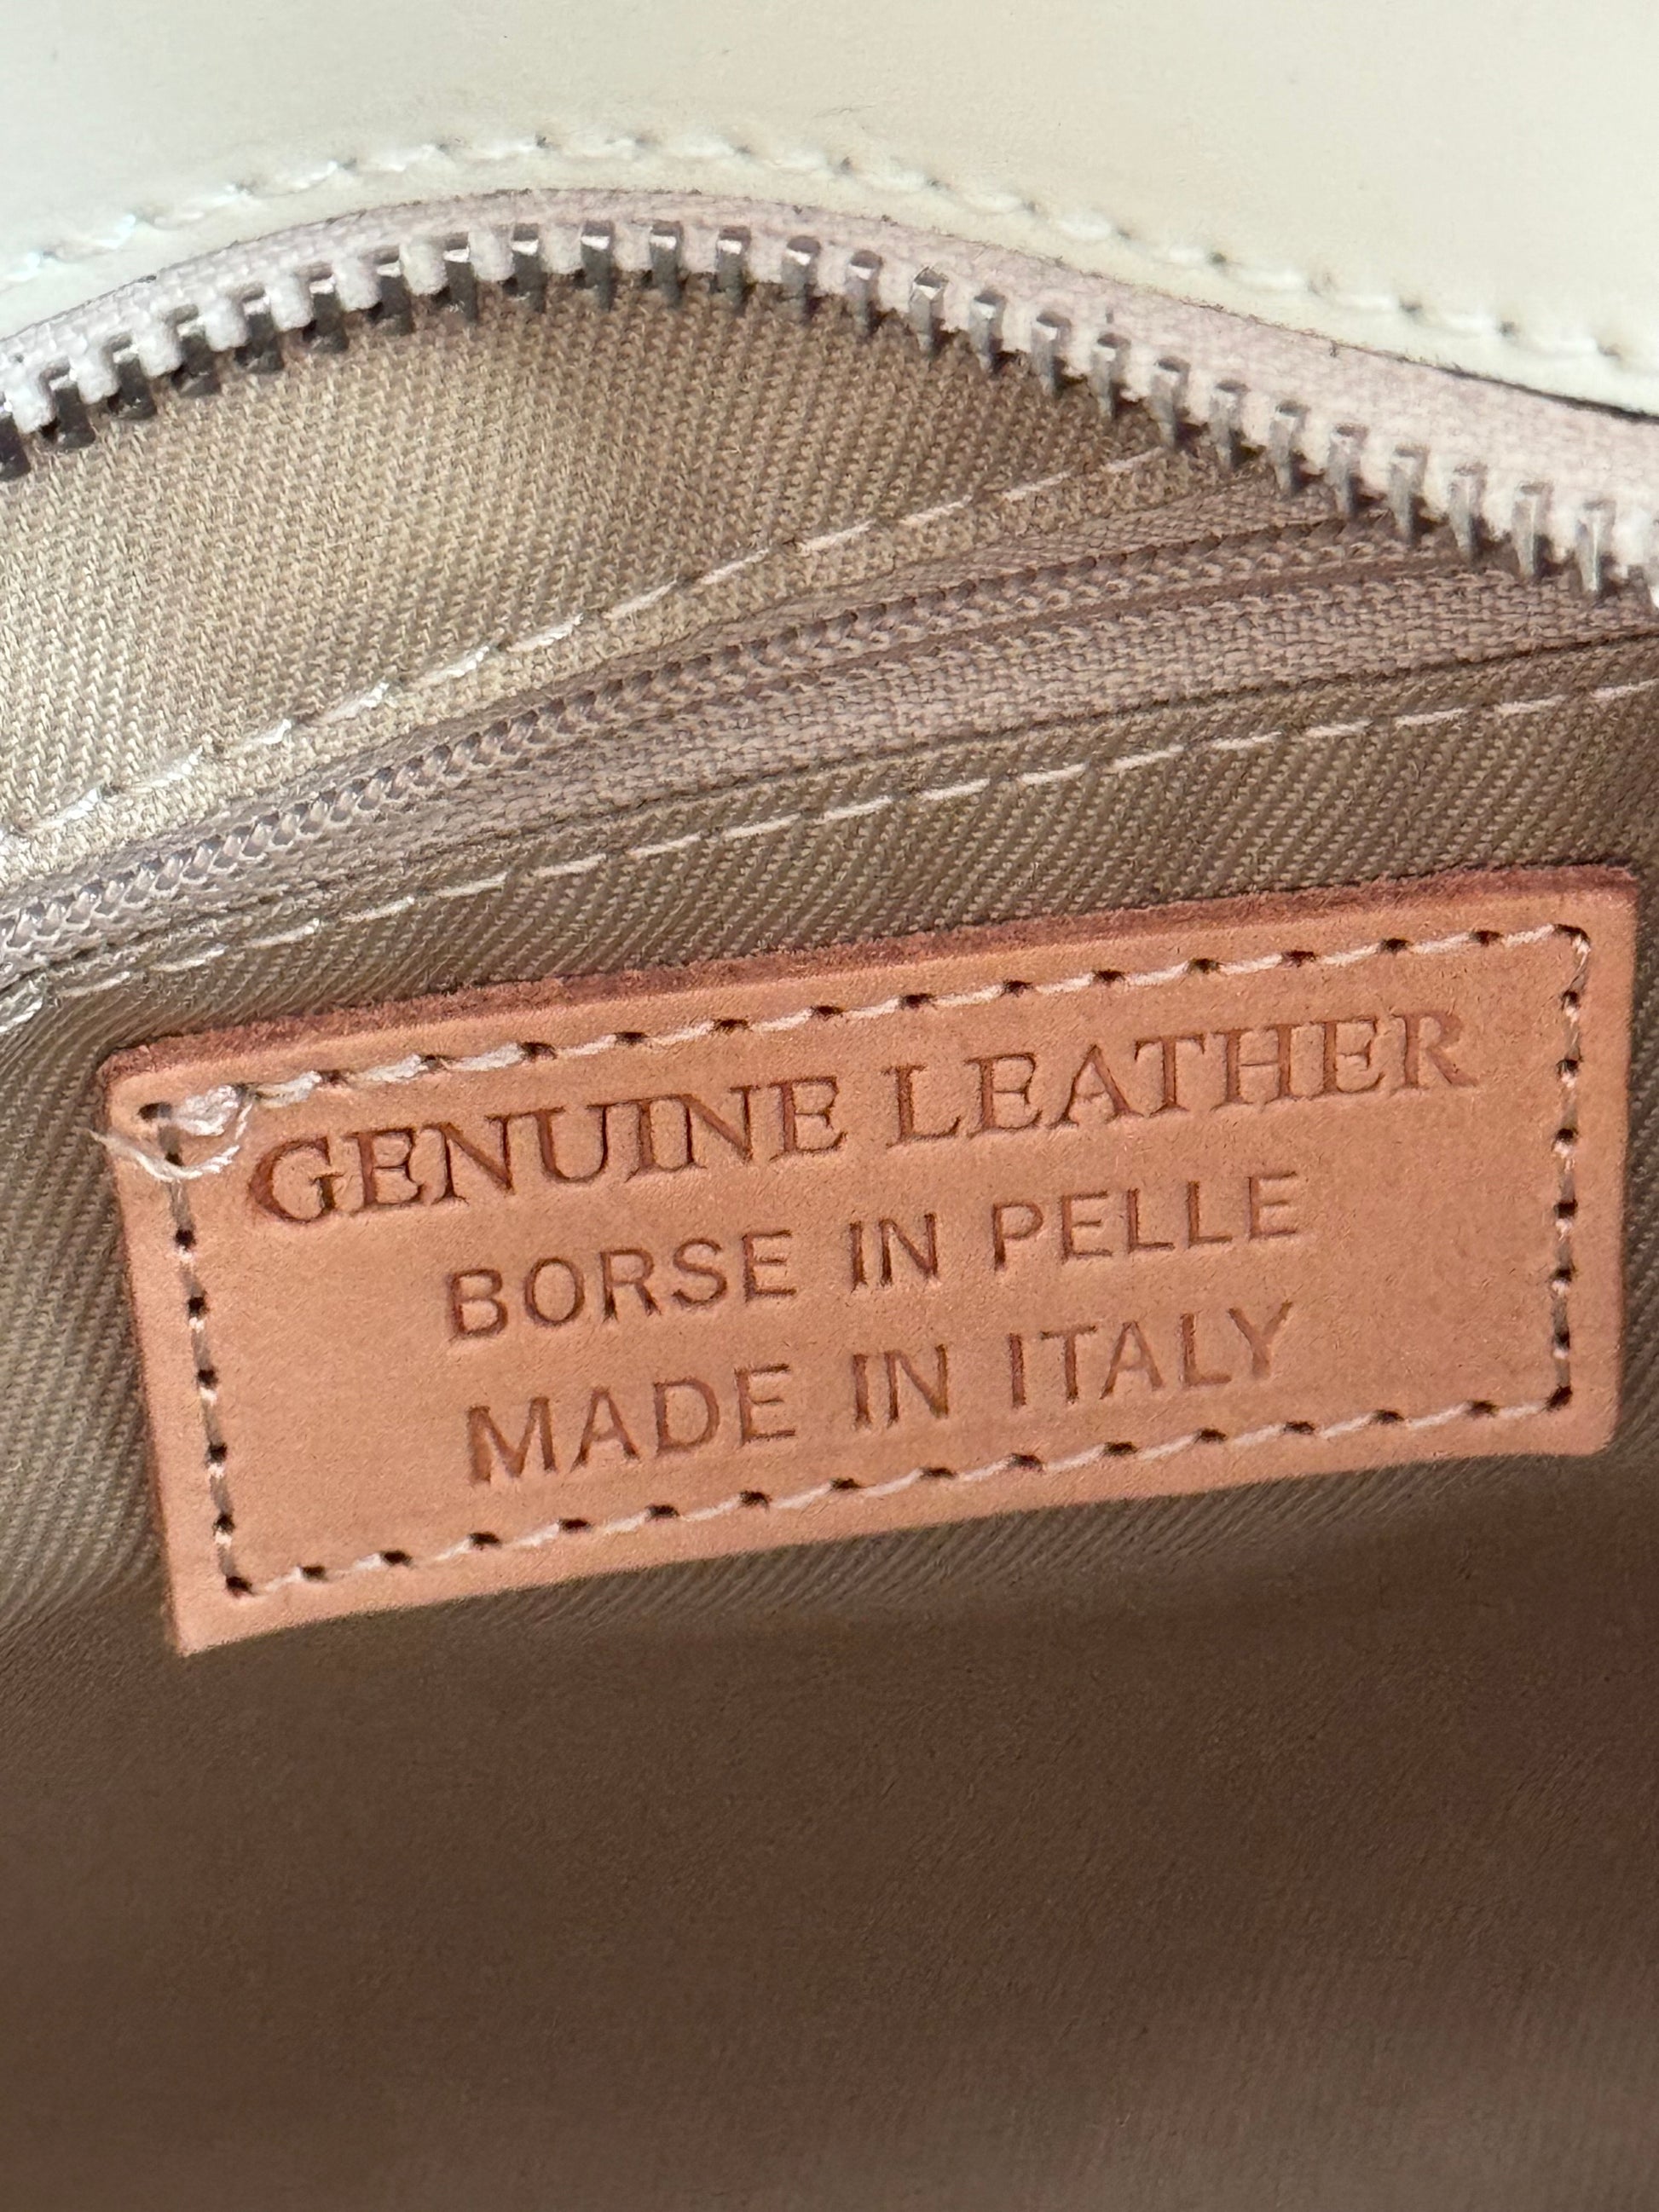 GENUINE LEATHER
BORSE IN PELLE
MADE IN ITALY